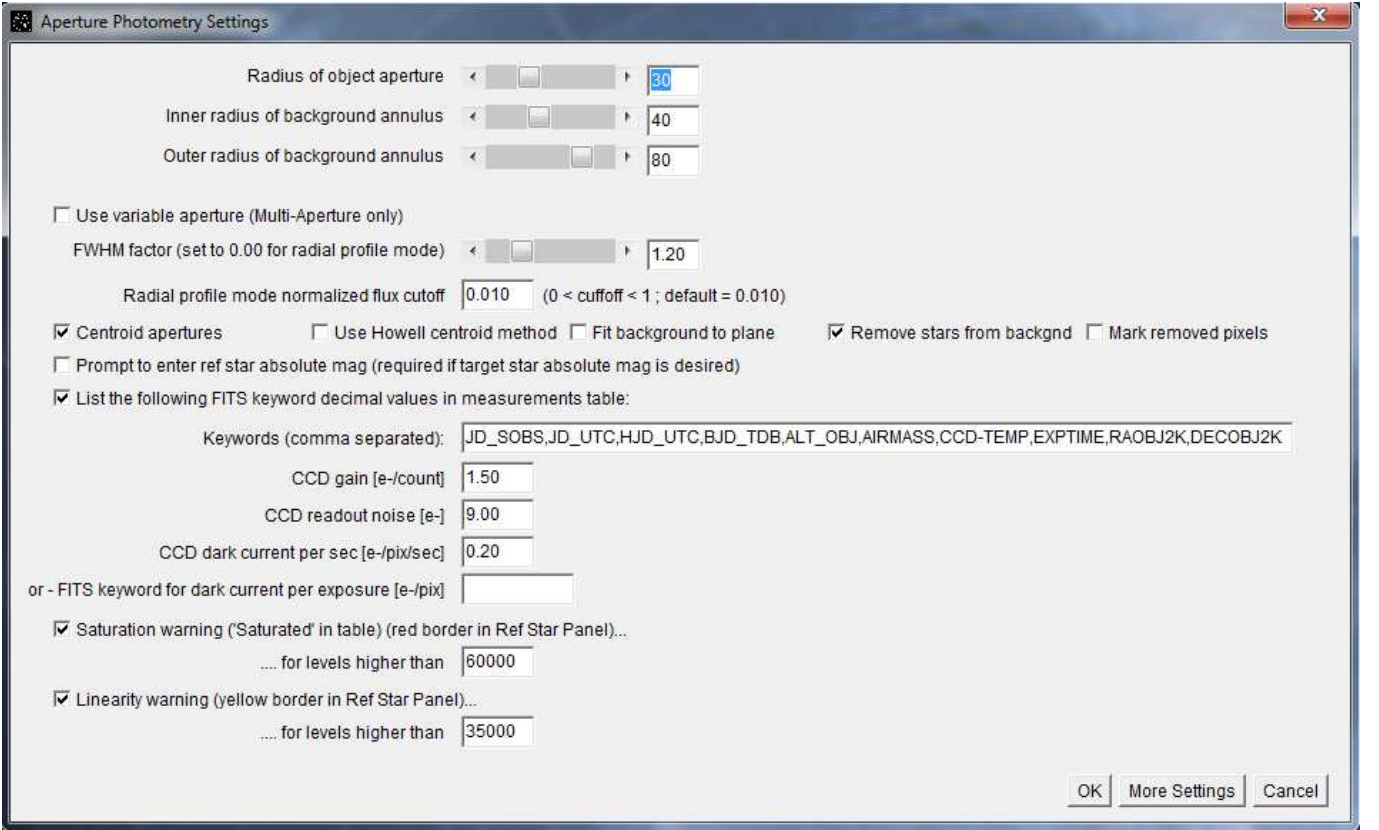 Aperture Photometry Settings
x
Radius of object aperture 30
Inner radius of background annulus 40
Outer radius of background annulus 80
Use variable aperture (Multi-Aperture only)
FWHM factor (set to 0.00 for radial profile mode) 1.20
Radial profile mode normalized flux cutoff 0.010 (0 < cuffoff < 1 ; default = 0.010)
Centroid apertures Use Howell centroid method Fit background to plane Remove stars from backgnd Mark removed pixels
Prompt to enter ref star absolute mag (required if target star absolute mag is desired)
List the following FITS keyword decimal values in measurements table:
Keywords (comma separated): JD_SOBS,JD_UTC,HJD_UTC,BJD_TDB,ALT_OBJ,AIRMASS,CCD-TEMP,EXPTIME,RAOBJ2K,DECOBJ2K
CCD gain [e-/count] 1.50
CCD readout noise [e-] 9.00
CCD dark current per sec [e-/pix/sec] 0.20
or - FITS keyword for dark current per exposure [e-/pix]
Saturation warning ('Saturated' in table) (red border in Ref Star Panel)...
.... for levels higher than 60000
Linearity warning (yellow border in Ref Star Panel)...
.... for levels higher than 35000
OK More Settings Cancel